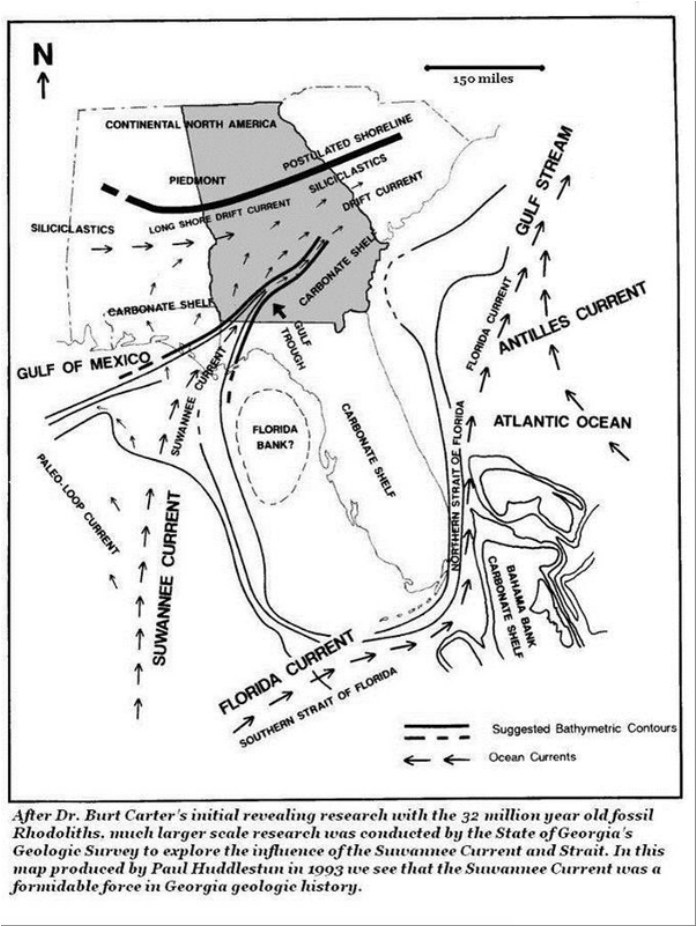 N
150 miles
CONTINENTAL NORTH AMERICA
POSTULATED SHORELINE
PIEDMONT
SILICICLASTICS
DRIFT CURRENT
LONG SHORE DRIFT CURRENT
SILICICLASTICS
GULF STREAM
CARBONATE SHELF
CARBONATE SHELF
FLORIDA CURRENT
ANTILLES CURRENT
GULF TROUGH
GULF OF MEXICO
SUWANNEE CURRENT
FLORIDA
BANK?
CARBONATE SHELF
ATLANTIC OCEAN
NORTHERN STRAIT OF FLORIDA
PALEO-LOOP CURRENT
SUWANNEE CURRENT
BAHAMA BANK
CARBONATE SHELF
FLORIDA CURRENT
SOUTHERN STRAIT OF FLORIDA
Suggested Bathymetric Contours
Ocean Currents
After Dr. Burt Carter's initial revealing research with the 32 million year old fossil
Rhodoliths, much larger scale research was conducted by the State of Georgia's
Geologic Survey to explore the influence of the Suwannee Current and Strait. In this
map produced by Paul Huddlestun in 1993 we see that the Suwannee Current was a
formidable force in Georgia geologic history.